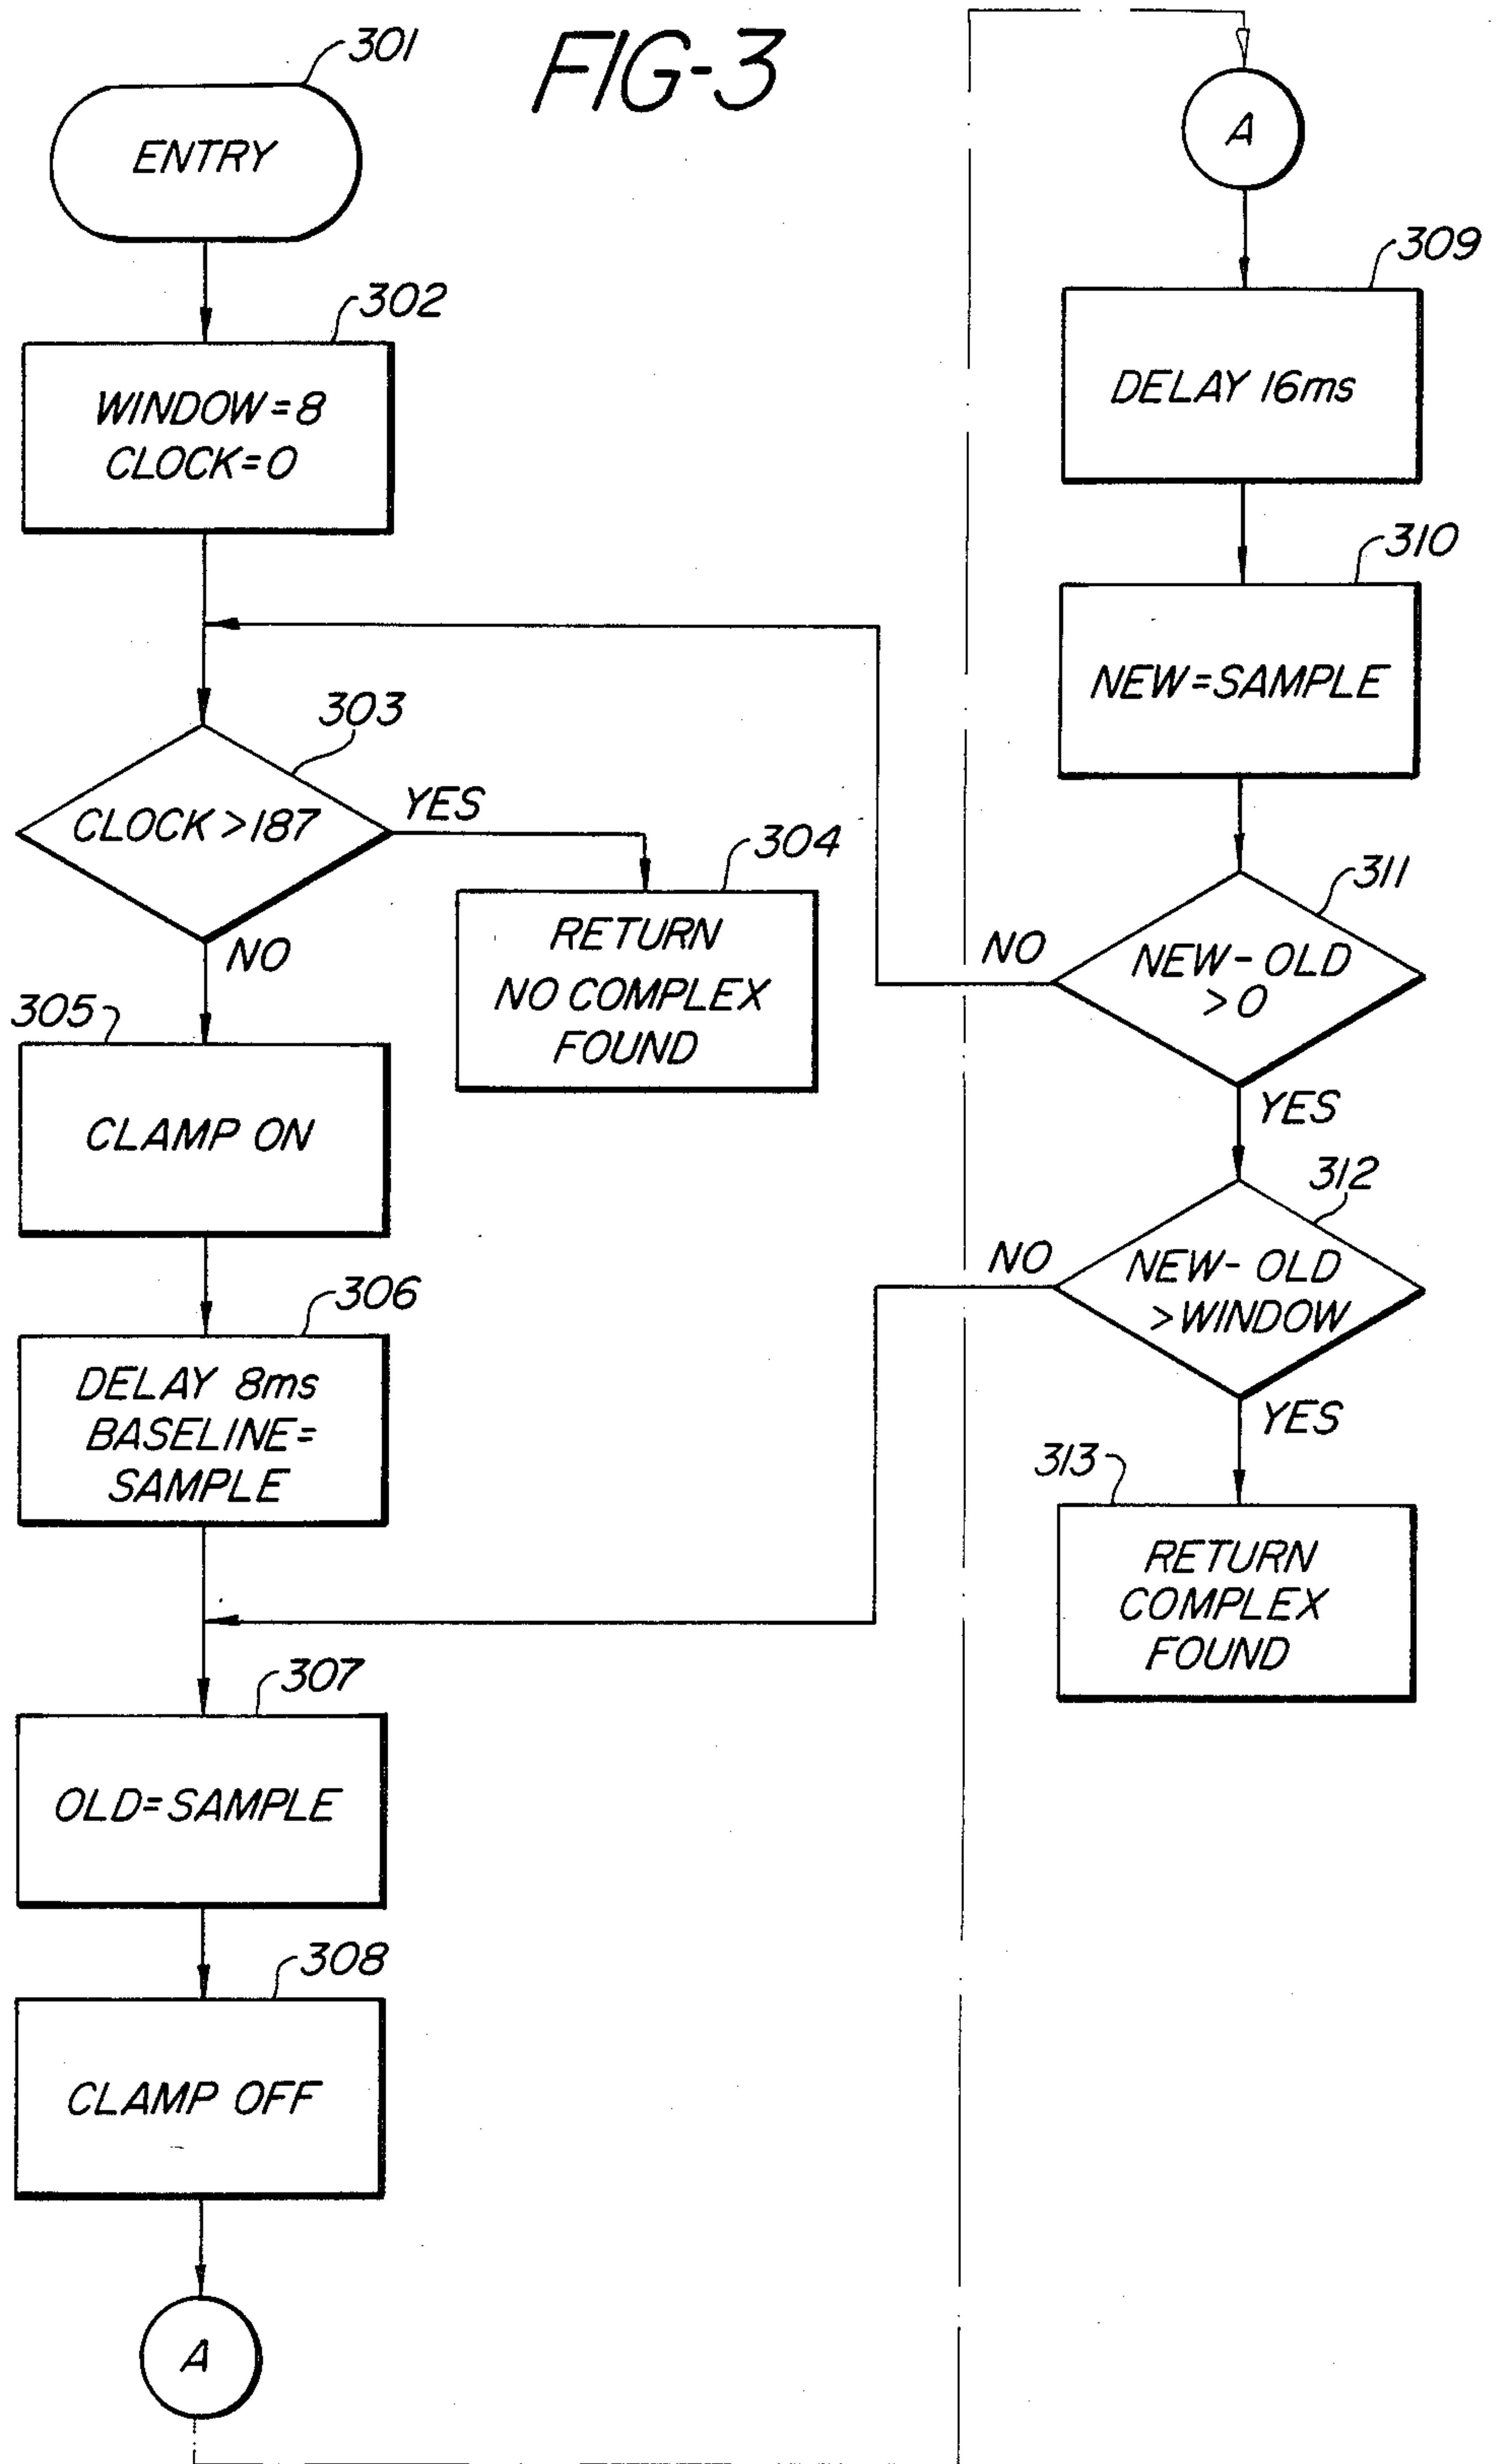 FIG-3
301
ENTRY
302
WINDOW=8
CLOCK=0
303
CLOCK>187
YES
NO
304
RETURN
NO COMPLEX
FOUND
305
CLAMP ON
306
DELAY 8ms
BASELINE=
SAMPLE
307
OLD=SAMPLE
308
CLAMP OFF
A
A
309
DELAY 16ms
310
NEW=SAMPLE
311
NEW-OLD
>0
NO
YES
312
NEW-OLD
>WINDOW
NO
YES
313
RETURN
COMPLEX
FOUND